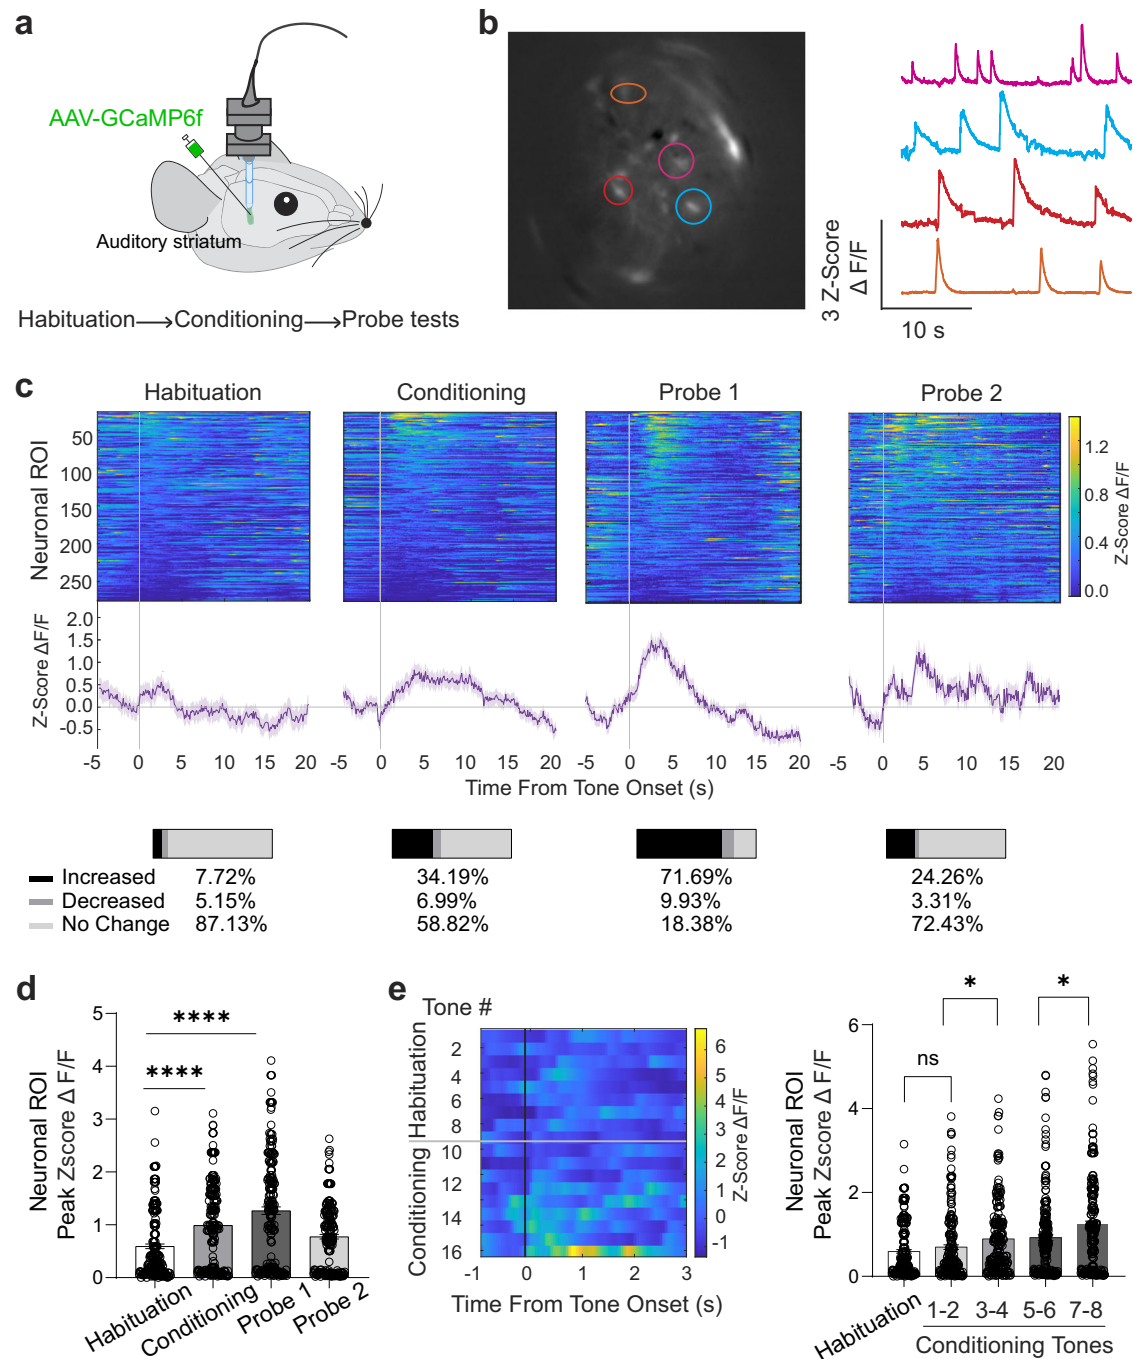 a
AAV-GCaMP6f
Auditory striatum
Habituation→Conditioning→Probe tests
b
3 Z-Score
Δ F/F
10 s
c
Habituation
Conditioning
Probe 1
Probe 2
Neuronal ROI
50
100
150
200
250
1.2
0.8
0.4
0.0
Z-Score ΔF/F
Z-Score ΔF/F
2.0
1.5
1.0
0.5
0.0
-0.5
-5 0 5 10 15 20
-5 0 5 10 15 20
-5 0 5 10 15 20
-5 0 5 10 15 20
Time From Tone Onset (s)
Increased 7.72% 34.19% 71.69% 24.26%
Decreased 5.15% 6.99% 9.93% 3.31%
No Change 87.13% 58.82% 18.38% 72.43%
d
Neuronal ROI
Peak Zscore Δ F/F
5
4
3
2
1
0
****
****
Habituation
Conditioning
Probe 1
Probe 2
e
Tone #
Habituation
Conditioning
2
4
6
8
10
12
14
16
-1 0 1 2 3
Time From Tone Onset (s)
6
5
4
3
2
1
0
-1
Z-Score ΔF/F
Neuronal ROI
Peak Zscore Δ F/F
6
4
2
0
ns
*
*
Habituation
1-2 3-4 5-6 7-8
Conditioning Tones